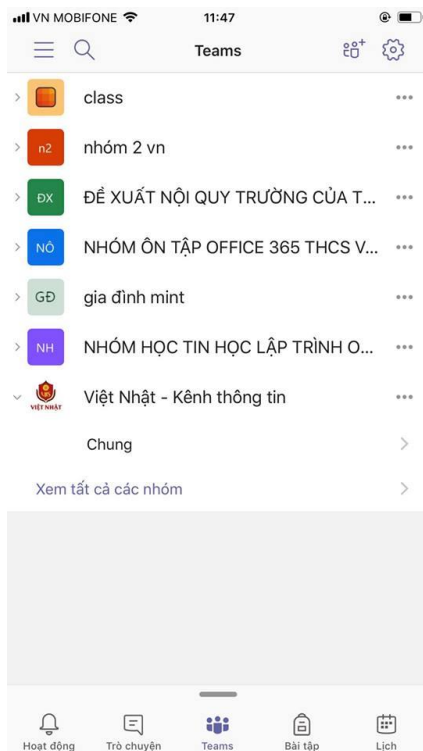 VN MOBIFONE 11:47
Teams
class
n2 nhóm 2 vn
ĐX ĐỀ XUẤT NỘI QUY TRƯỜNG CỦA T...
NÔ NHÓM ÔN TẬP OFFICE 365 THCS V...
GĐ gia đình mint
NH NHÓM HỌC TIN HỌC LẬP TRÌNH O...
VIỆT NHẬT Việt Nhật - Kênh thông tin
Chung
Xem tất cả các nhóm
Hoạt động Trò chuyện Teams Bài tập Lịch